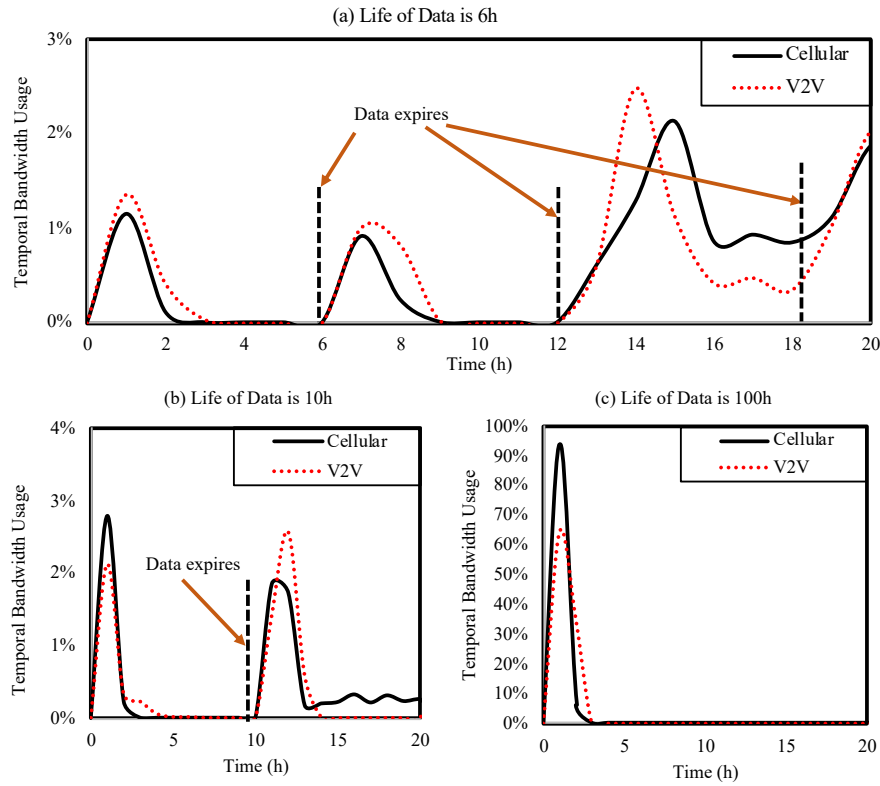 (a) Life of Data is 6h
3%
2%
1%
0%
Temporal Bandwidth Usage
Cellular
V2V
Data expires
0 2 4 6 8 10 12 14 16 18 20
Time (h)
(b) Life of Data is 10h
4%
3%
2%
1%
0%
Temporal Bandwidth Usage
Cellular
V2V
Data expires
0 5 10 15 20
Time (h)
(c) Life of Data is 100h
100%
90%
80%
70%
60%
50%
40%
30%
20%
10%
0%
Temporal Bandwidth Usage
Cellular
V2V
0 5 10 15 20
Time (h)